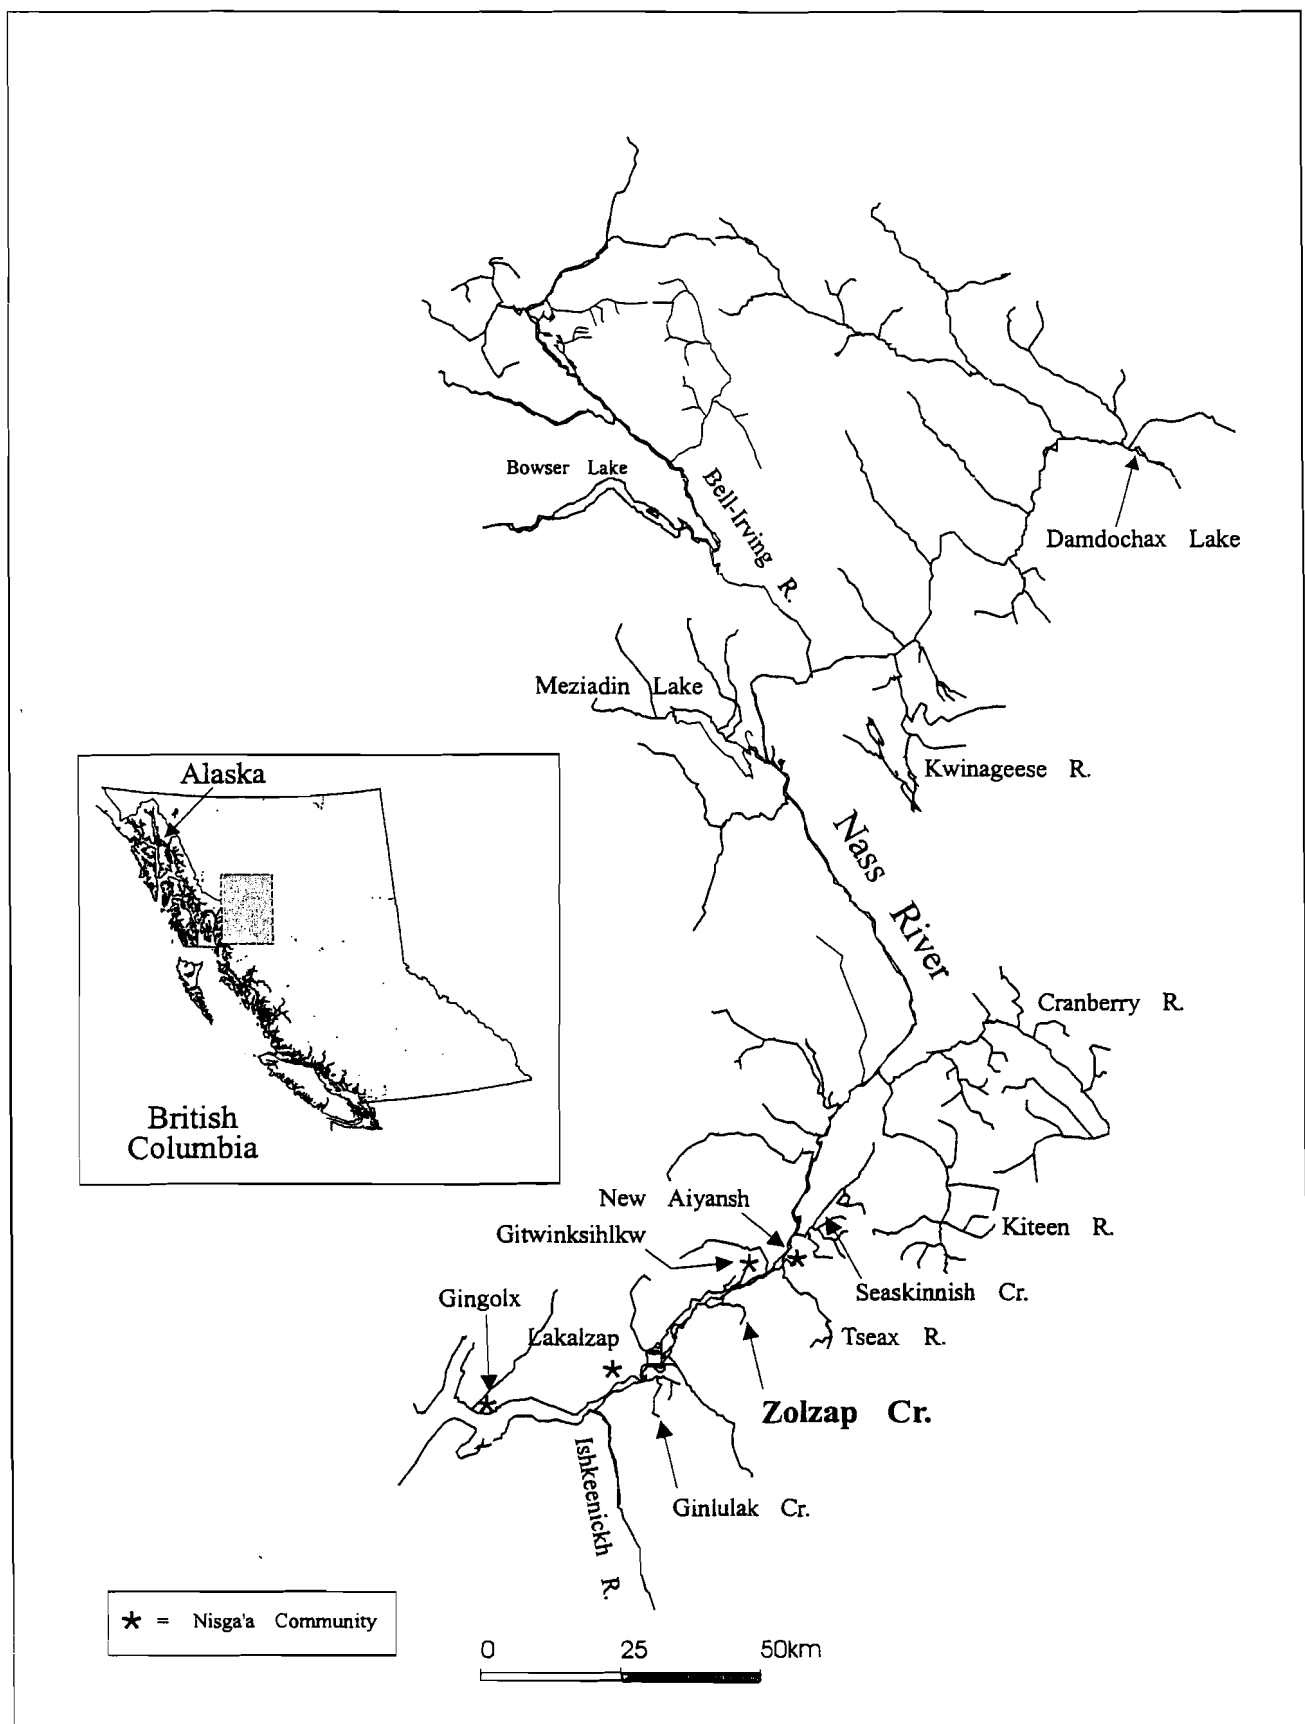 Bowser Lake
Bell-Irving R.
Damdochax Lake
Meziadin Lake
Kwinageese R.
Alaska
Nass River
Cranberry R.
British
Columbia
New Aiyansh
Gitwinksihlkw
Kiteen R.
Seaskinnish Cr.
Gingolx
Lakalzap
Tseax R.
Zolzap Cr.
Ishkeenickh R.
Ginlulak Cr.
* = Nisga'a Community
0 25 50km